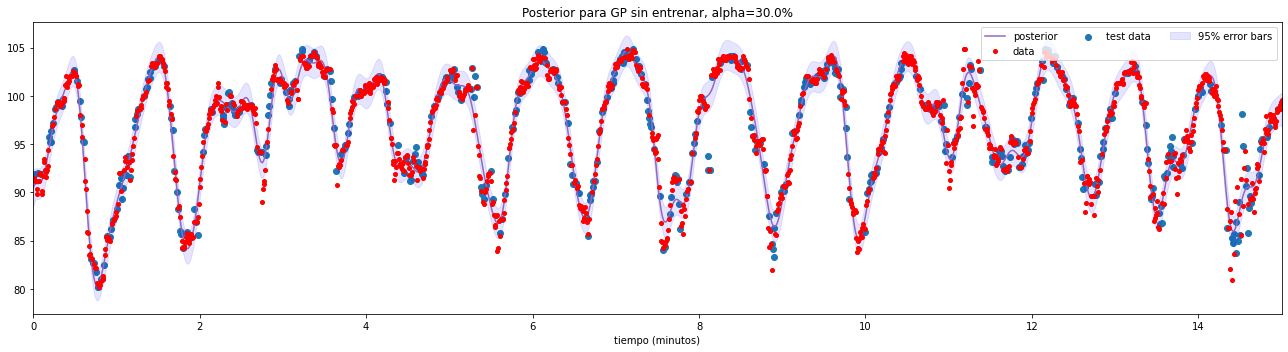 Posterior para GP sin entrenar, alpha=30.0%
posterior
data
test data
95% error bars
105
100
95
90
85
80
0 2 4 6 8 10 12 14
tiempo (minutos)